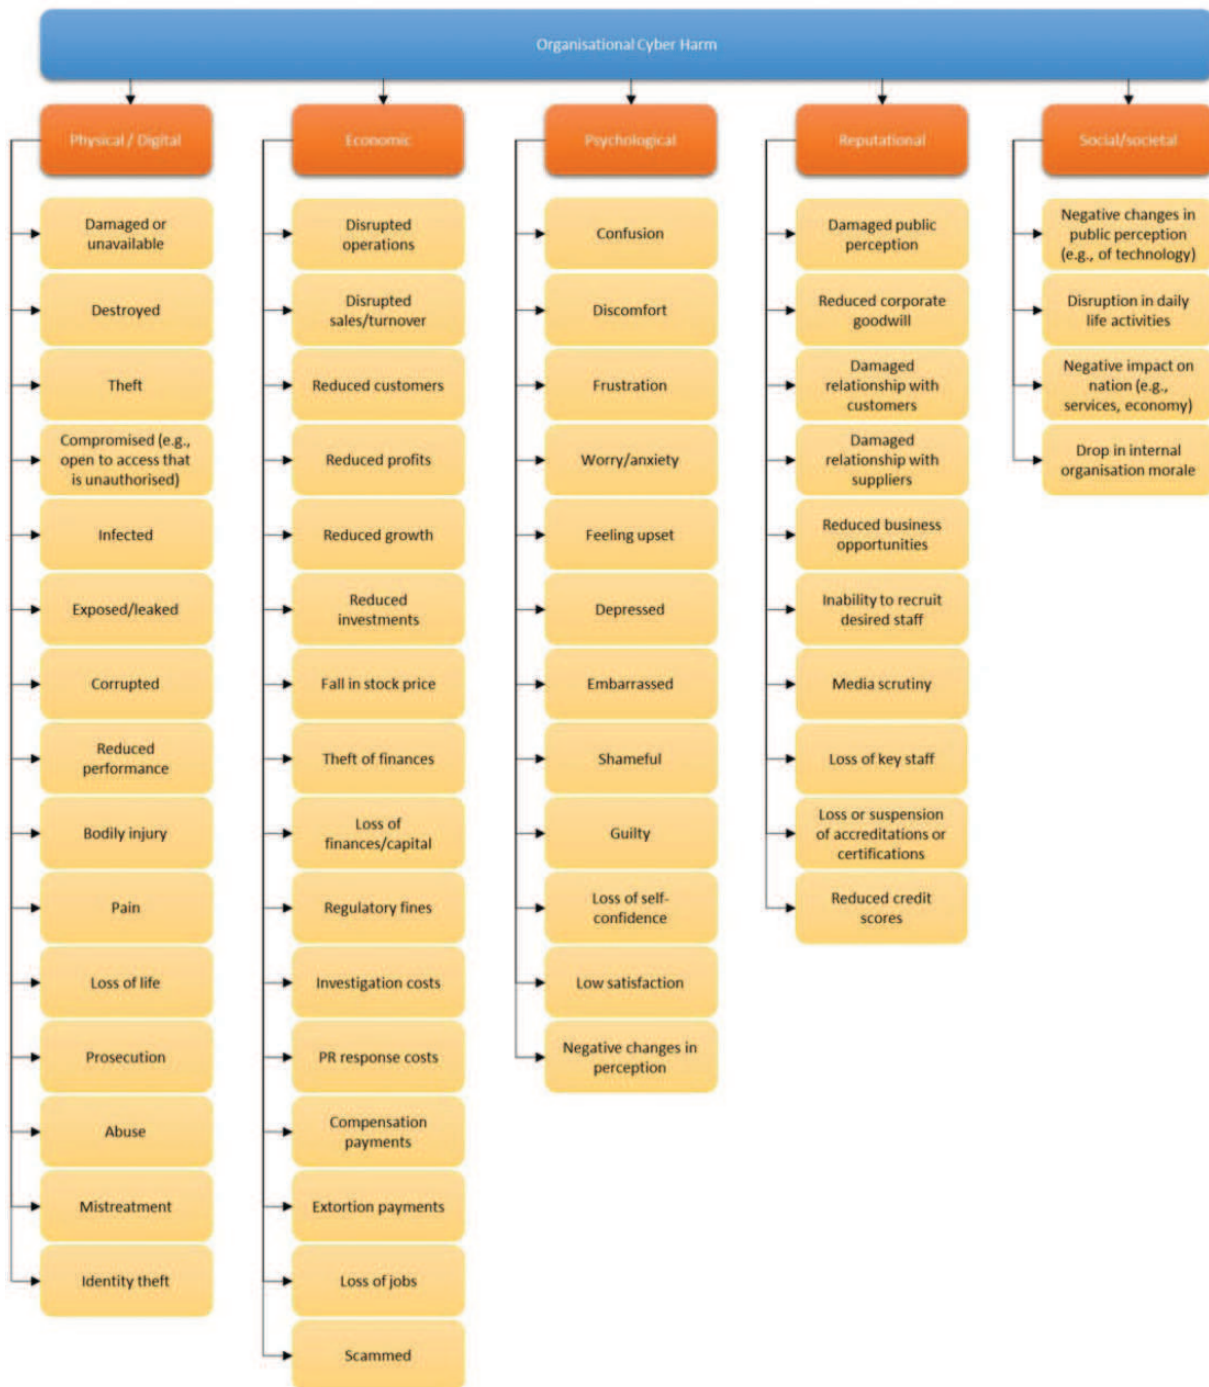 Organisational Cyber Harm
Physical / Digital
Damaged or
unavailable
Destroyed
Theft
Compromised (e.g.,
open to access that
is unauthorised)
Infected
Exposed/leaked
Corrupted
Reduced
performance
Bodily injury
Pain
Loss of life
Prosecution
Abuse
Mistreatment
Identity theft
Economic
Disrupted
operations
Disrupted
sales/turnover
Reduced customers
Reduced profits
Reduced growth
Reduced
investments
Fall in stock price
Theft of finances
Loss of
finances/capital
Regulatory fines
Investigation costs
PR response costs
Compensation
payments
Extortion payments
Loss of jobs
Scammed
Psychological
Confusion
Discomfort
Frustration
Worry/anxiety
Feeling upset
Depressed
Embarrassed
Shameful
Guilty
Loss of self-
confidence
Low satisfaction
Negative changes in
perception
Reputational
Damaged public
perception
Reduced corporate
goodwill
Damaged
relationship with
customers
Damaged
relationship with
suppliers
Reduced business
opportunities
Inability to recruit
desired staff
Media scrutiny
Loss of key staff
Loss or suspension
of accreditations or
certifications
Reduced credit
scores
Social/societal
Negative changes in
public perception
(e.g., of technology)
Disruption in daily
life activities
Negative impact on
nation (e.g.,
services, economy)
Drop in internal
organisation morale